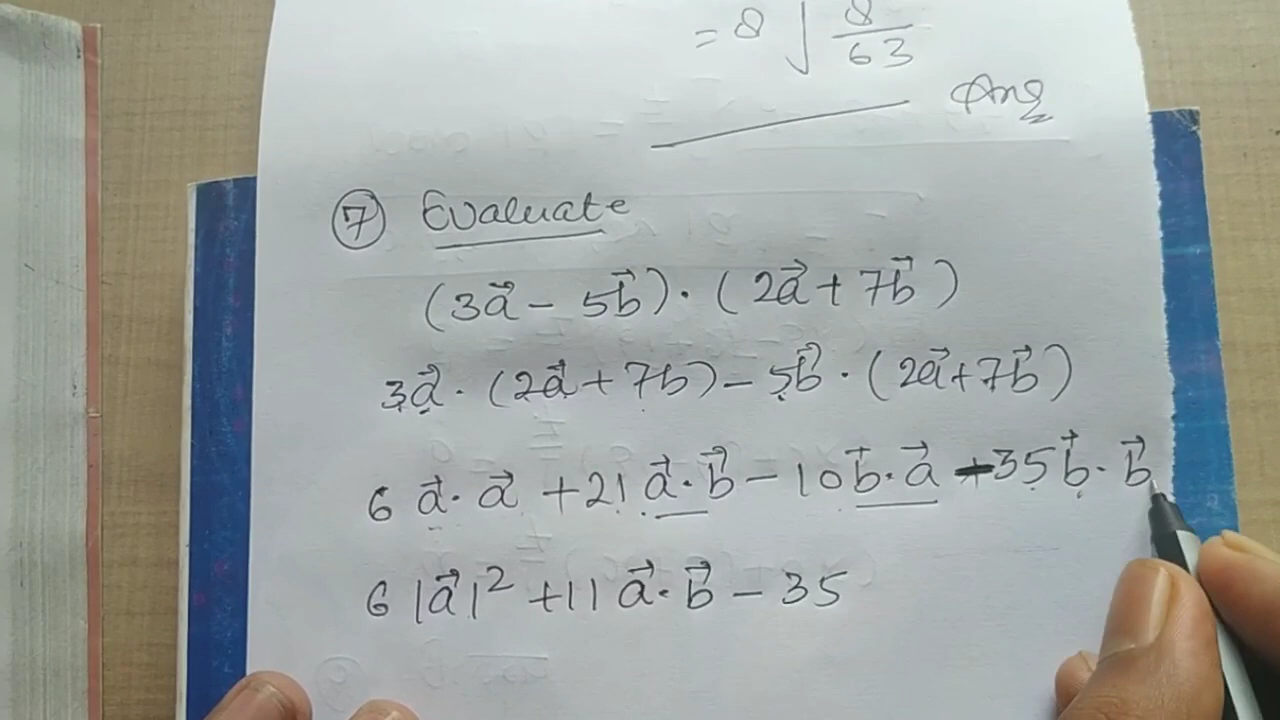 = 8 √ 8/63
Ans
⑦ Evaluate
(3a⃗ − 5b⃗) · (2a⃗ + 7b⃗)
3a⃗ · (2a⃗ + 7b) − 5b⃗ · (2a⃗ + 7b⃗)
6 a⃗ · a⃗ + 21 a⃗ · b⃗ − 10 b⃗ · a⃗ − 35 b⃗ · b⃗
6 |a⃗|² + 11 a⃗ · b⃗ − 35